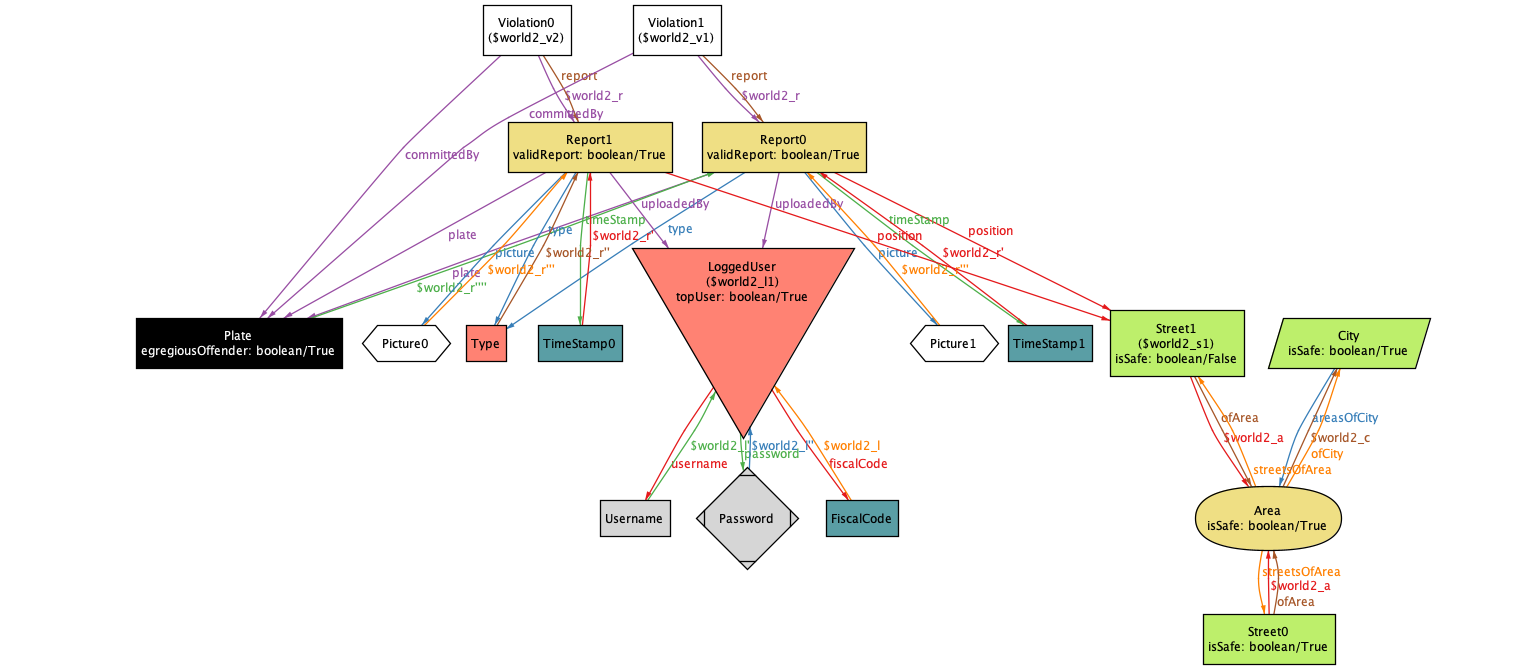 Violation0
($world2_v2)
Violation1
($world2_v1)
report
report
$world2_r
$world2_r
committedBy
committedBy
Report1
validReport: boolean/True
Report0
validReport: boolean/True
uploadedBy
uploadedBy
timeStamp
timeStamp
plate
type
type
$world2_r'
position
position
picture
$world2_r''
picture
$world2_r'
plate
$world2_r'''
$world2_r'''
$world2_r''''
LoggedUser
($world2_l1)
topUser: boolean/True
Plate
egregiousOffender: boolean/True
Picture0
Type
TimeStamp0
Picture1
TimeStamp1
Street1
($world2_s1)
isSafe: boolean/False
City
isSafe: boolean/True
ofArea
areasOfCity
$world2_a
$world2_c
ofCity
streetsOfArea
$world2_l'
$world2_l''
$world2_l
password
username
fiscalCode
Username
Password
FiscalCode
Area
isSafe: boolean/True
streetsOfArea
$world2_a
ofArea
Street0
isSafe: boolean/True